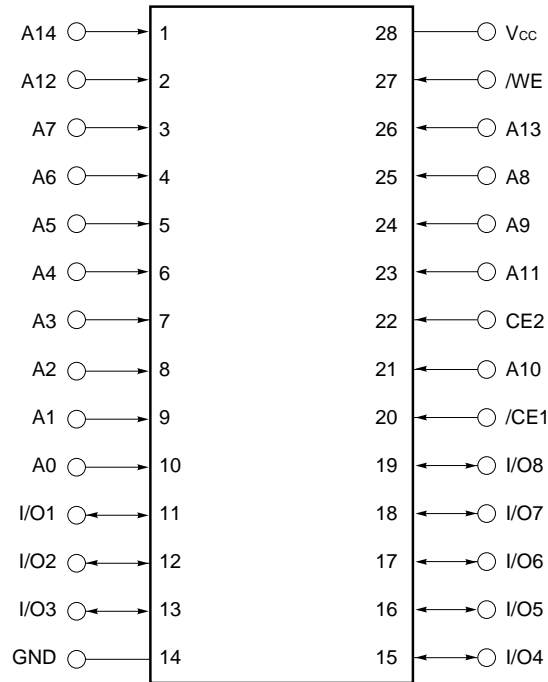 A14 1 28 Vcc
A12 2 27 /WE
A7 3 26 A13
A6 4 25 A8
A5 5 24 A9
A4 6 23 A11
A3 7 22 CE2
A2 8 21 A10
A1 9 20 /CE1
A0 10 19 I/O8
I/O1 11 18 I/O7
I/O2 12 17 I/O6
I/O3 13 16 I/O5
GND 14 15 I/O4